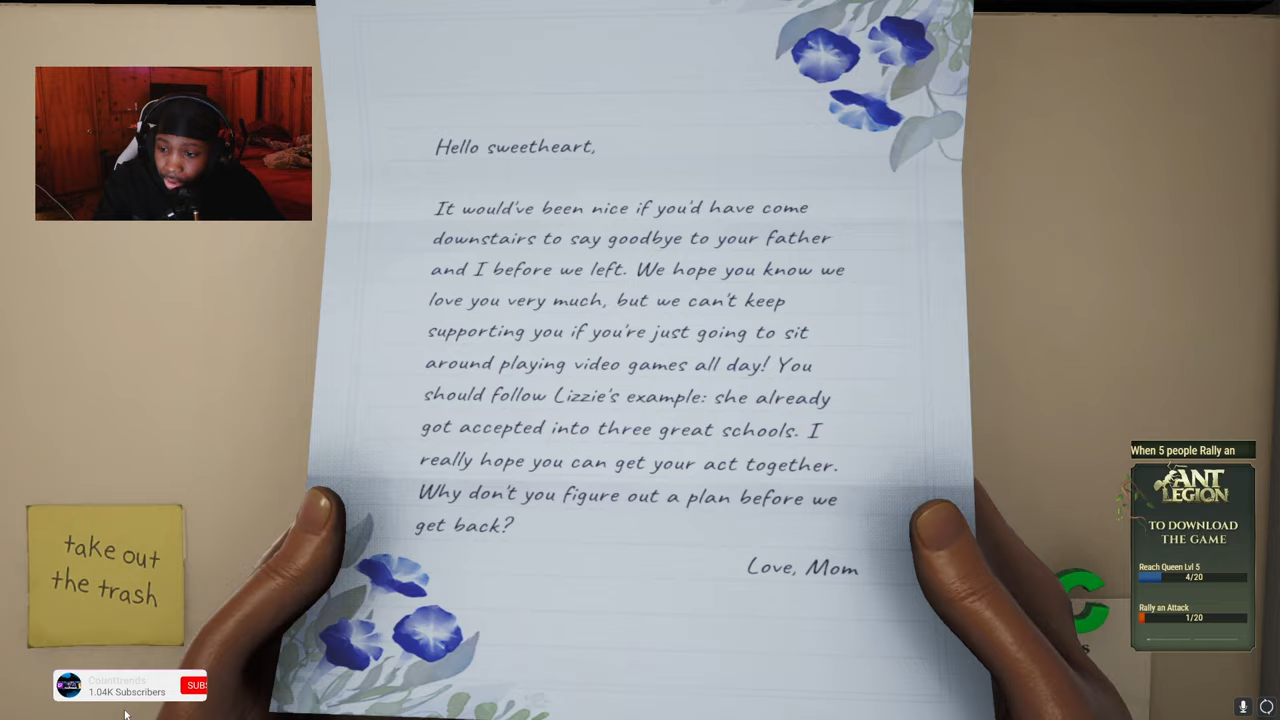 Hello sweetheart,
It would've been nice if you'd have come
downstairs to say goodbye to your father
and I before we left. We hope you know we
love you very much, but we can't keep
supporting you if you're just going to sit
around playing video games all day! You
should follow Lizzie's example: she already
got accepted into three great schools. I
really hope you can get your act together.
Why don't you figure out a plan before we
get back?
Love, Mom
take out
the trash
Counttrends
1.04K Subscribers
SUB
When 5 people Rally an
ANT
LEGION
TO DOWNLOAD
THE GAME
Reach Queen Lvl 5
4/20
Rally an Attack
1/20